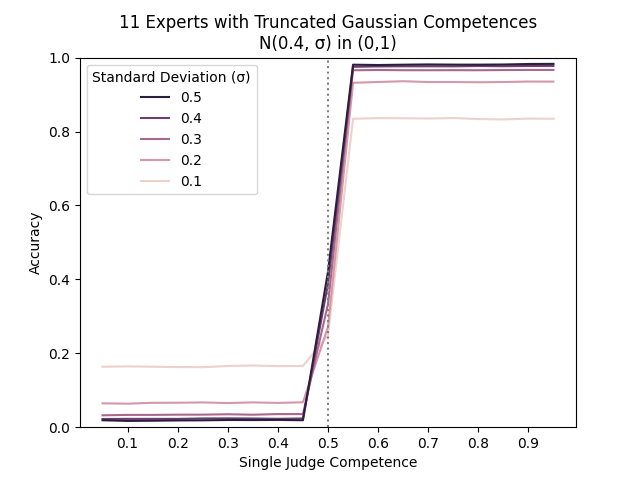 11 Experts with Truncated Gaussian Competences
N(0.4, σ) in (0,1)
Accuracy
1.0
0.8
0.6
0.4
0.2
0.0
Standard Deviation (σ)
0.5
0.4
0.3
0.2
0.1
0.1 0.2 0.3 0.4 0.5 0.6 0.7 0.8 0.9
Single Judge Competence